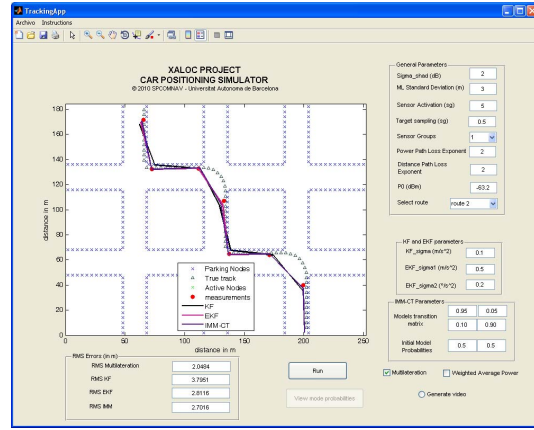 TrackingApp
Archivo Instructions
XALOC PROJECT
CAR POSITIONING SIMULATOR
© 2010 SPCOMNAV - Universitat Autonoma de Barcelona
180
160
140
120
100
80
60
40
20
0
distance in m
0 50 100 150 200 250
distance in m
Parking Nodes
True track
Active Nodes
measurements
KF
EKF
IMM-CT
General Parameters
Sigma_shad (dB) 2
ML Standard Deviation (m) 3
Sensor Activation (sg) 5
Target sampling (sg) 0.5
Sensor Groups 1
Power Path Loss Exponent 2
Distance Path Loss
Exponent 2
P0 (dBm) -63.2
Select route route 2
KF and EKF parameters
KF_sigma (m/s^2) 0.1
EKF_sigma1 (m/s^2) 0.5
EKF_sigma2 (º/s^2) 0.2
IMM-CT Parameters
Models transition
matrix
0.95 0.05
0.10 0.90
Initial Model
Probabilities
0.5 0.5
RMS Errors (in m)
RMS Multilateration 2.0484
RMS KF 3.7951
RMS EKF 2.8116
RMS IMM 2.7016
Run
View mode probabilities
Multilateration Weighted Average Power
Generate video